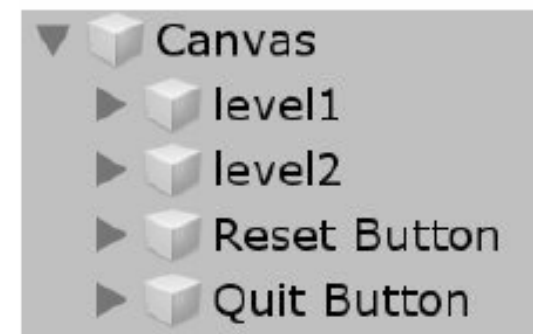 Canvas
level1
level2
Reset Button
Quit Button